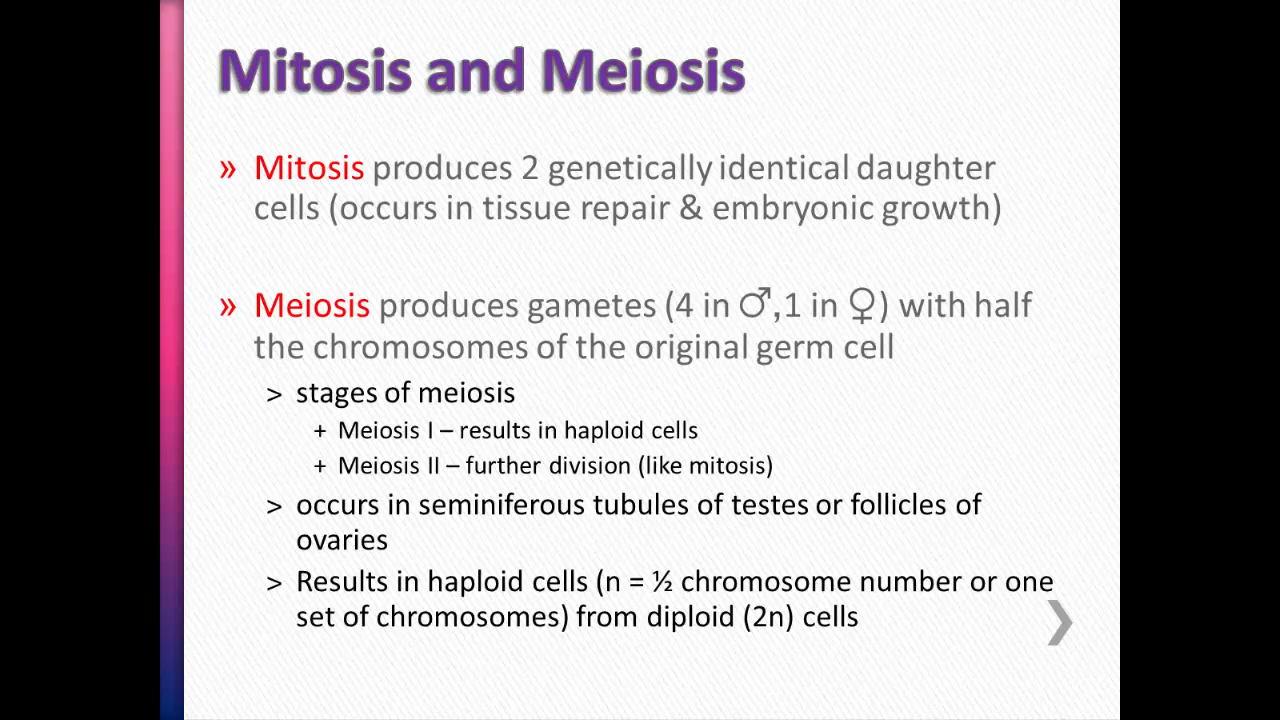 Mitosis and Meiosis
» Mitosis produces 2 genetically identical daughter
cells (occurs in tissue repair & embryonic growth)
» Meiosis produces gametes (4 in ♂,1 in ♀) with half
the chromosomes of the original germ cell
> stages of meiosis
+ Meiosis I – results in haploid cells
+ Meiosis II – further division (like mitosis)
> occurs in seminiferous tubules of testes or follicles of
ovaries
> Results in haploid cells (n = ½ chromosome number or one
set of chromosomes) from diploid (2n) cells